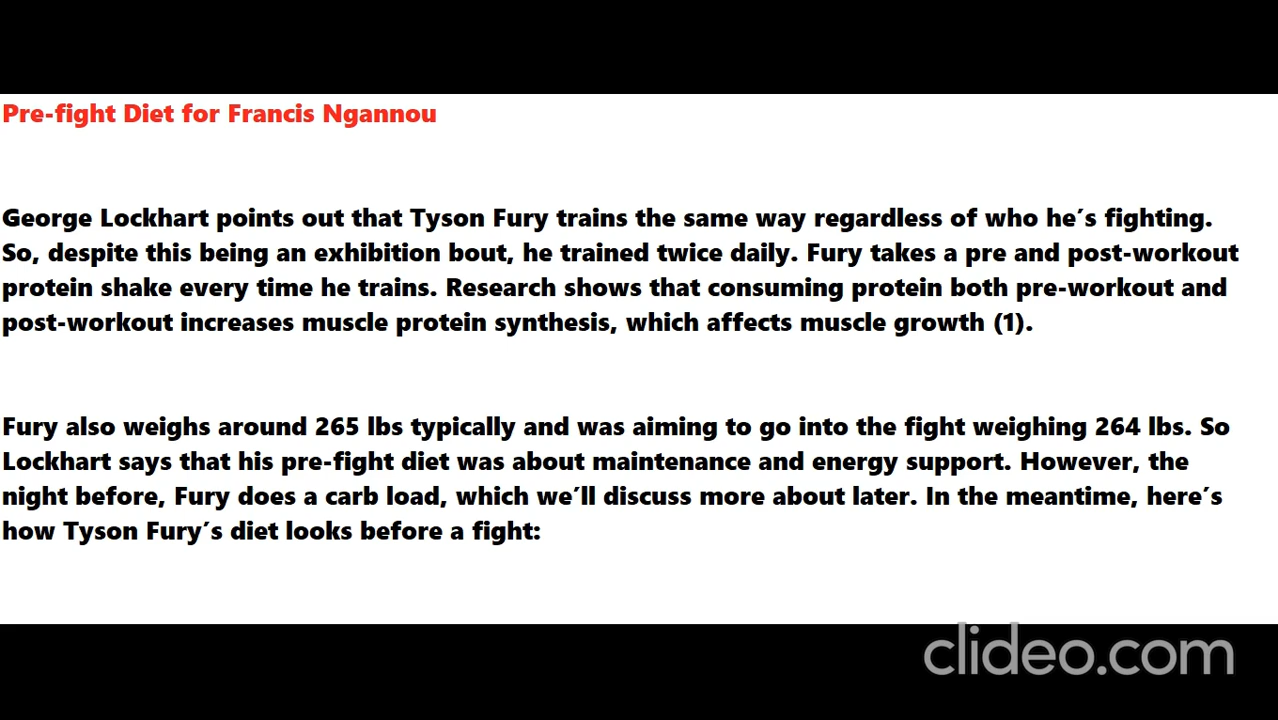 Pre-fight Diet for Francis Ngannou
George Lockhart points out that Tyson Fury trains the same way regardless of who he′s fighting.
So, despite this being an exhibition bout, he trained twice daily. Fury takes a pre and post-workout
protein shake every time he trains. Research shows that consuming protein both pre-workout and
post-workout increases muscle protein synthesis, which affects muscle growth (1).
Fury also weighs around 265 lbs typically and was aiming to go into the fight weighing 264 lbs. So
Lockhart says that his pre-fight diet was about maintenance and energy support. However, the
night before, Fury does a carb load, which we′ll discuss more about later. In the meantime, here′s
how Tyson Fury′s diet looks before a fight:
clideo.com